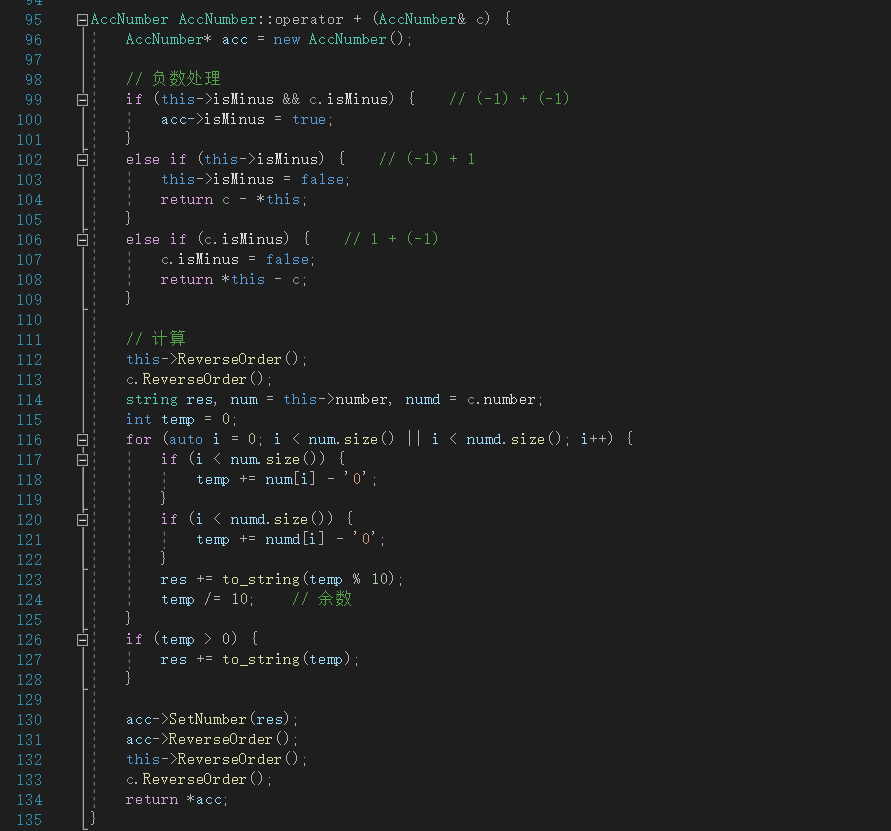 94
95 AccNumber AccNumber::operator + (AccNumber& c) {
96 AccNumber* acc = new AccNumber();
97
98 // 负数处理
99 if (this->isMinus && c.isMinus) { // (-1) + (-1)
100 acc->isMinus = true;
101 }
102 else if (this->isMinus) { // (-1) + 1
103 this->isMinus = false;
104 return c - *this;
105 }
106 else if (c.isMinus) { // 1 + (-1)
107 c.isMinus = false;
108 return *this - c;
109 }
110
111 // 计算
112 this->ReverseOrder();
113 c.ReverseOrder();
114 string res, num = this->number, numd = c.number;
115 int temp = 0;
116 for (auto i = 0; i < num.size() || i < numd.size(); i++) {
117 if (i < num.size()) {
118 temp += num[i] - '0';
119 }
120 if (i < numd.size()) {
121 temp += numd[i] - '0';
122 }
123 res += to_string(temp % 10);
124 temp /= 10; // 余数
125 }
126 if (temp > 0) {
127 res += to_string(temp);
128 }
129
130 acc->SetNumber(res);
131 acc->ReverseOrder();
132 this->ReverseOrder();
133 c.ReverseOrder();
134 return *acc;
135 }